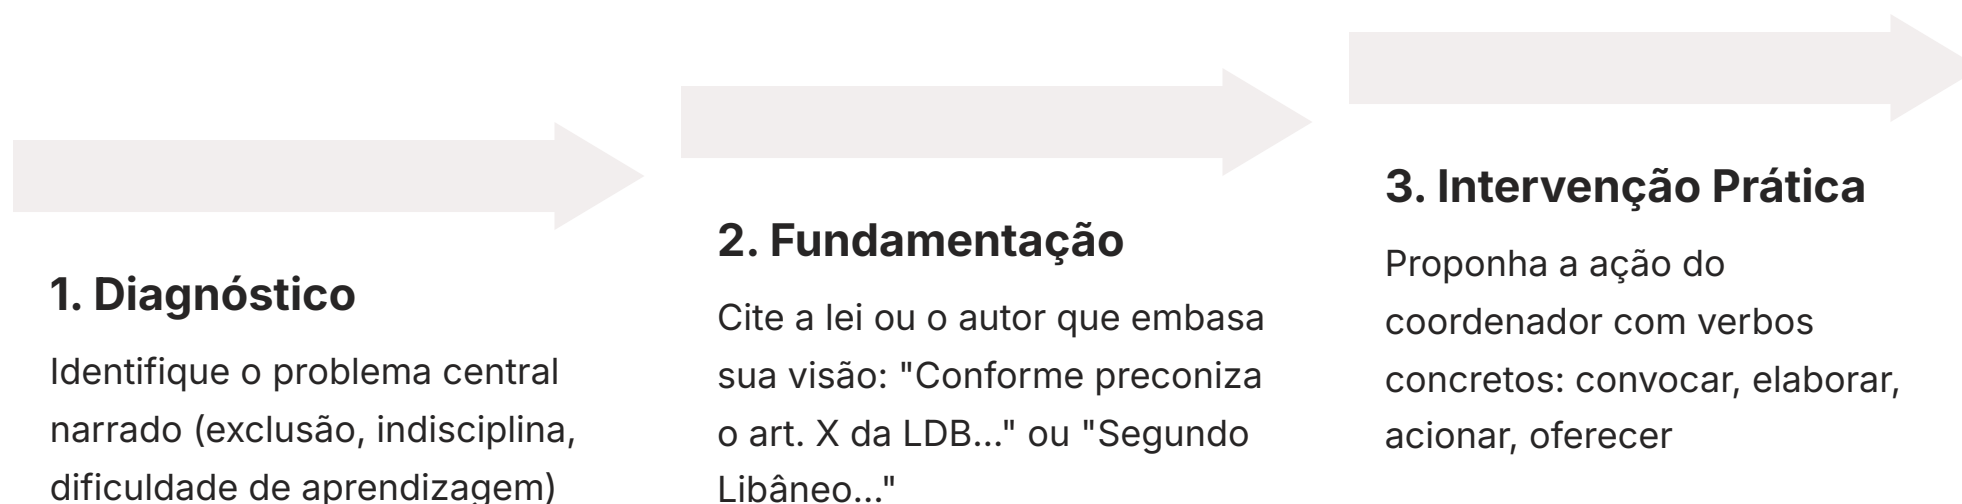 1. Diagnóstico
Identifique o problema central
narrado (exclusão, indisciplina,
dificuldade de aprendizagem)
2. Fundamentação
Cite a lei ou o autor que embasa
sua visão: "Conforme preconiza
o art. X da LDB..." ou "Segundo
Libâneo..."
3. Intervenção Prática
Proponha a ação do
coordenador com verbos
concretos: convocar, elaborar,
acionar, oferecer